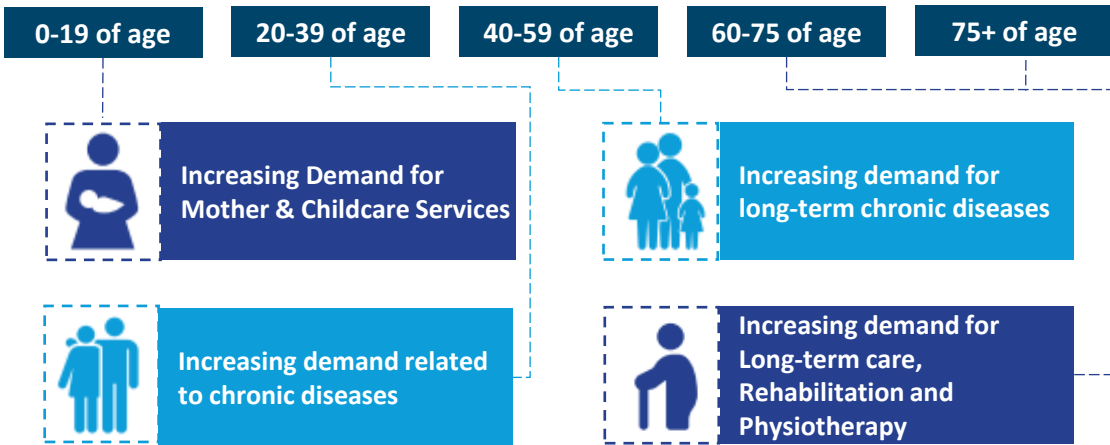 0-19 of age
20-39 of age
40-59 of age
60-75 of age
75+ of age
Increasing Demand for
Mother & Childcare Services
Increasing demand for
long-term chronic diseases
Increasing demand related
to chronic diseases
Increasing demand for
Long-term care,
Rehabilitation and
Physiotherapy